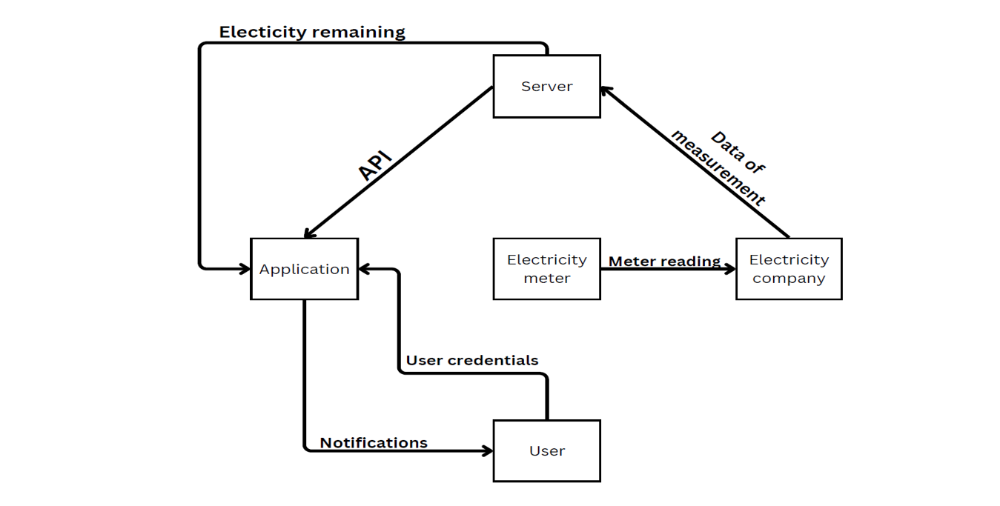 Electicity remaining
Server
API
Data of
measurement
Application
Electricity
meter
Meter reading
Electricity
company
User credentials
Notifications
User